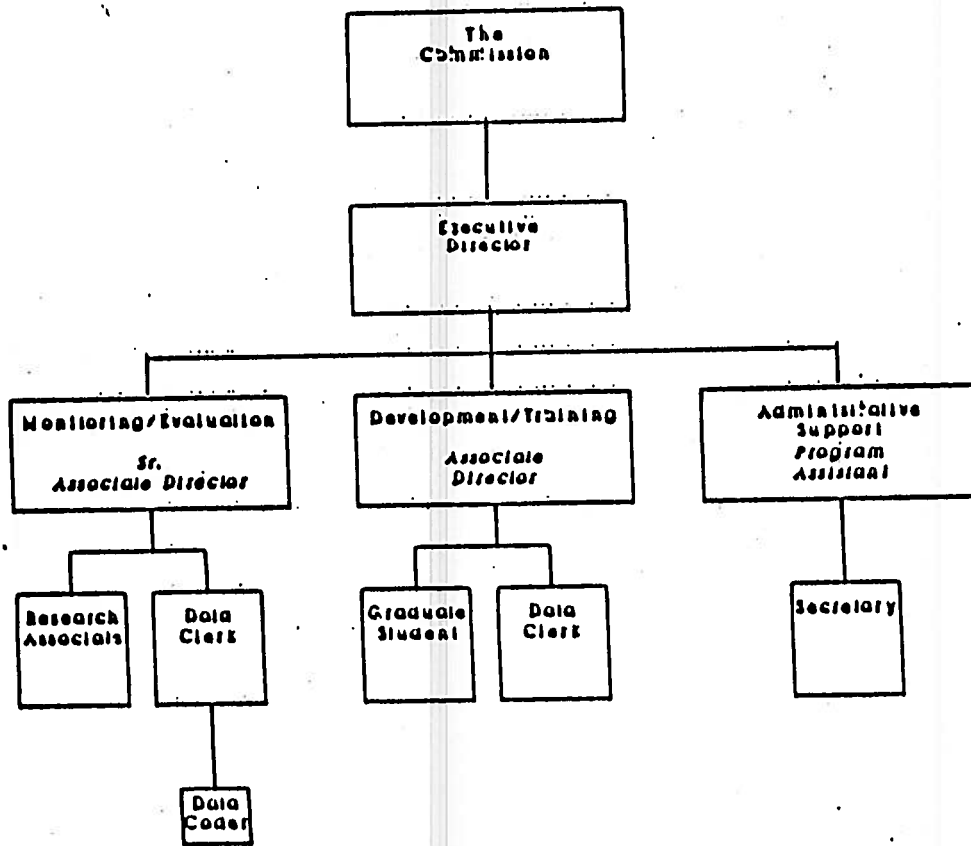 The
Commission
Executive
Director
Monitoring/Evaluation
Sr.
Associate Director
Development/Training
Associate
Director
Administrative
Support
Program
Assistant
Research
Associate
Data
Clerk
Graduate
Student
Data
Clerk
Secretary
Data
Coder